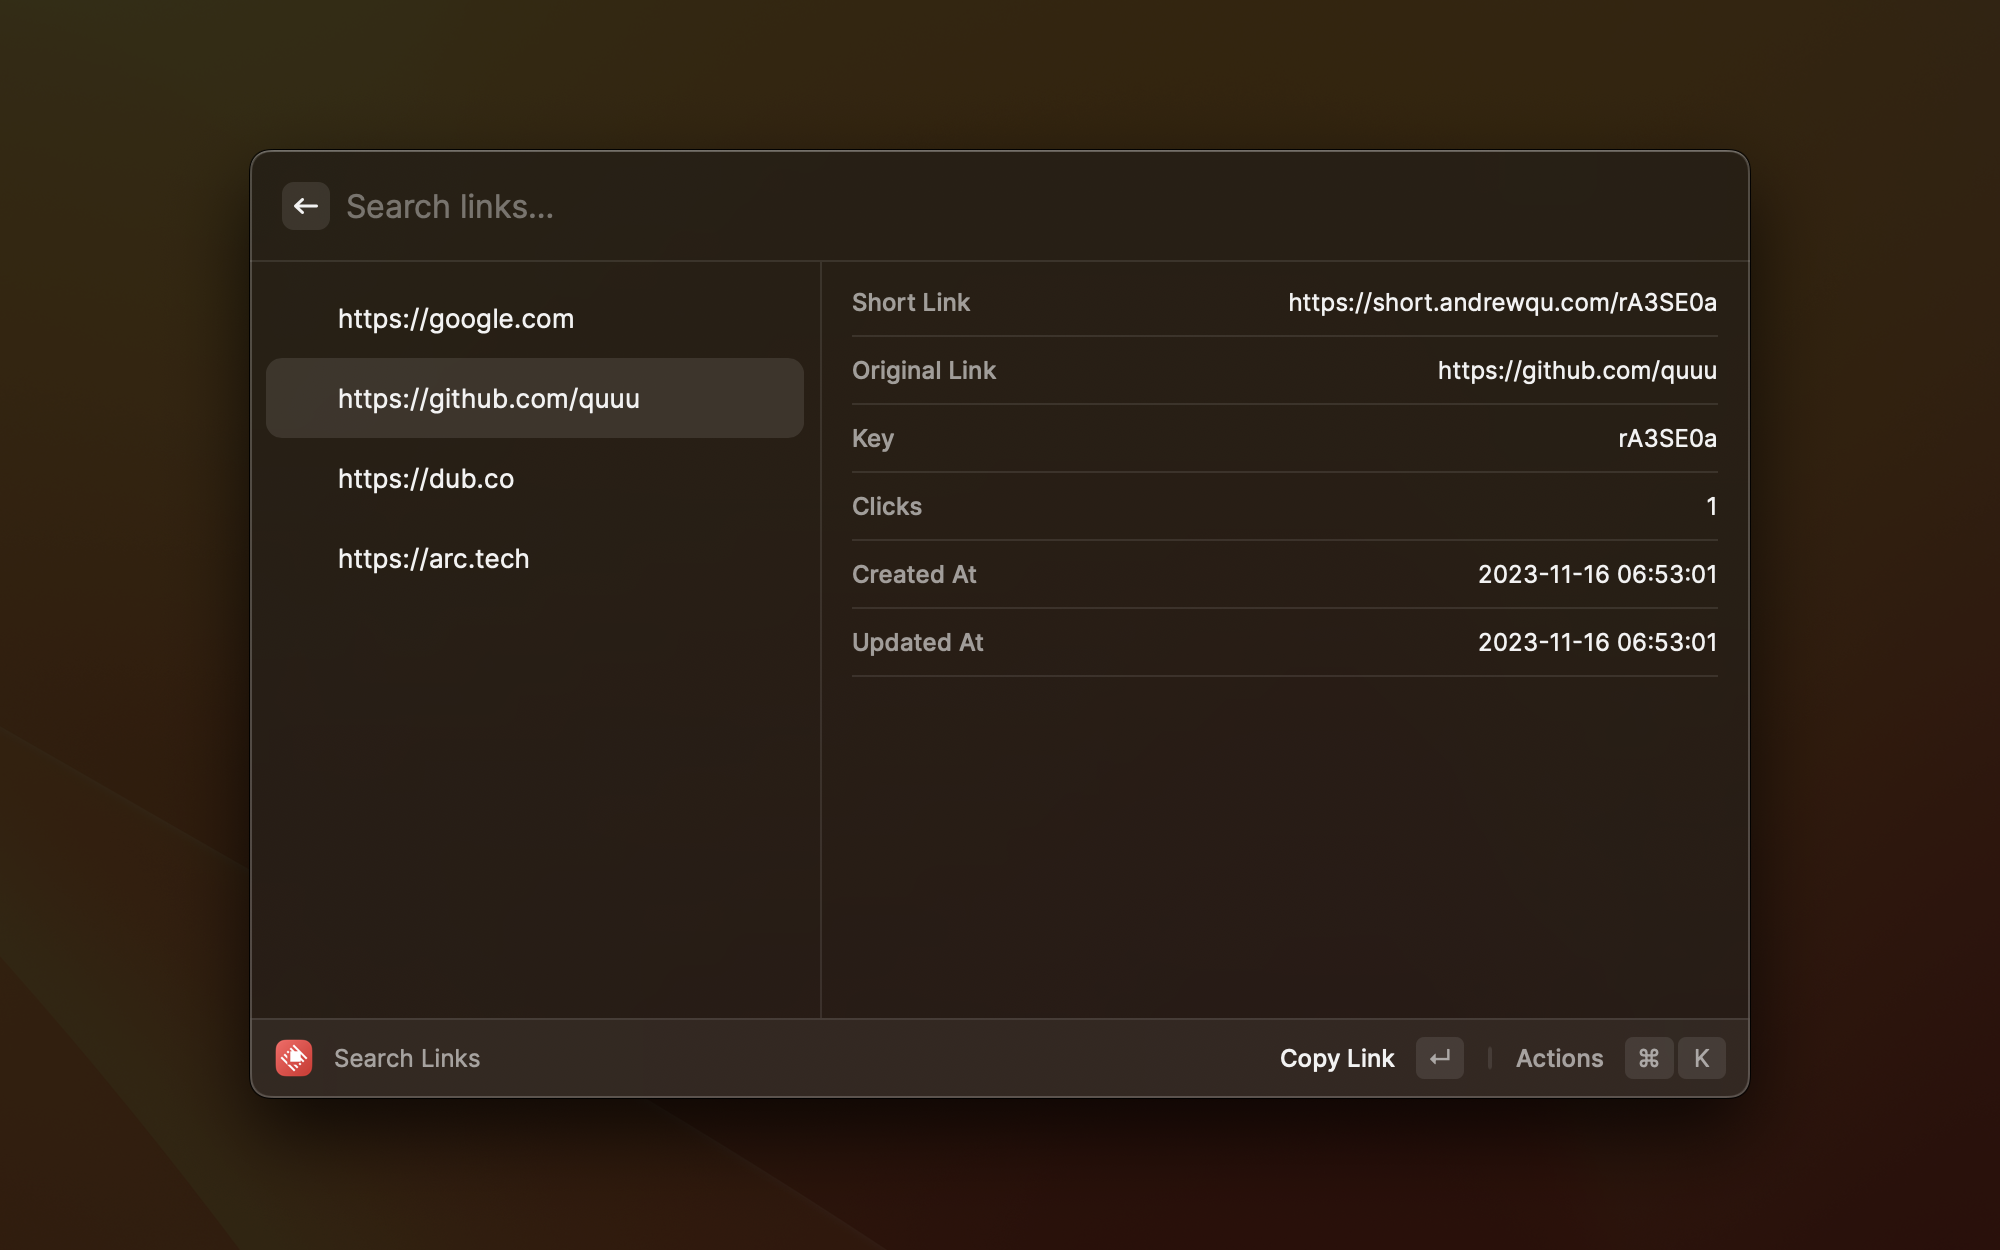 Search links...
https://google.com
https://github.com/quuu
https://dub.co
https://arc.tech
Short Link https://short.andrewqu.com/rA3SE0a
Original Link https://github.com/quuu
Key rA3SE0a
Clicks 1
Created At 2023-11-16 06:53:01
Updated At 2023-11-16 06:53:01
Search Links Copy Link ↵ Actions ⌘ K